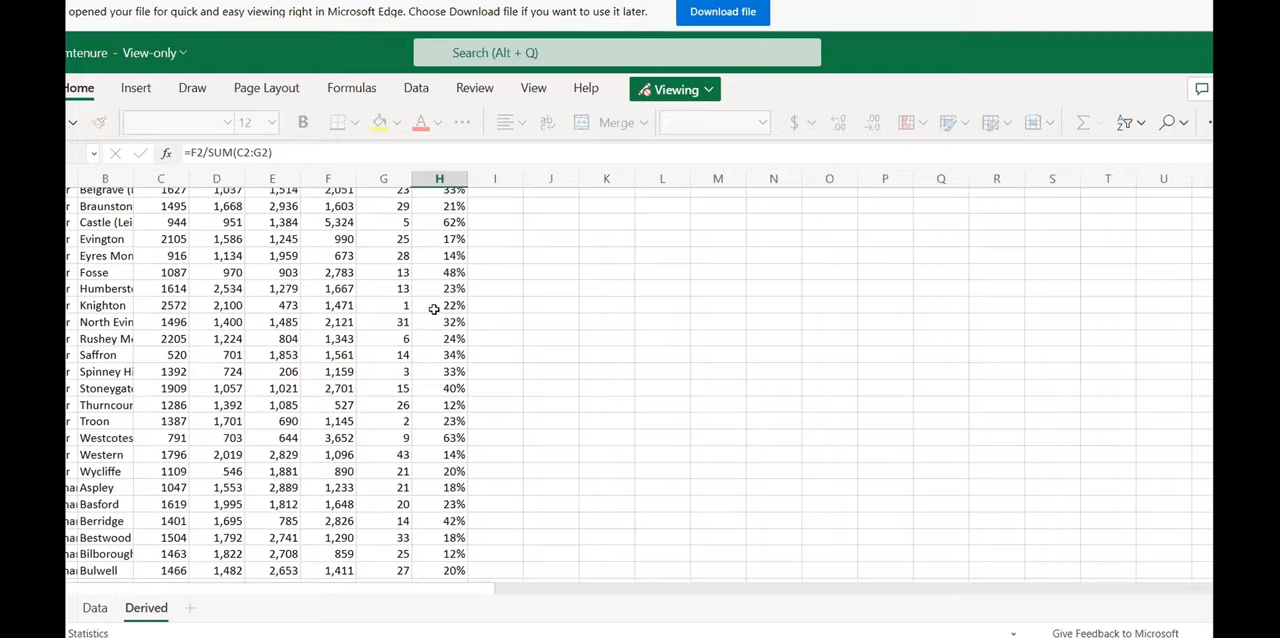 opened your file for quick and easy viewing right in Microsoft Edge. Choose Download file if you want to use it later. Download file
mtenure - View-only Search (Alt + Q)
Home Insert Draw Page Layout Formulas Data Review View Help Viewing
12 B A Merge $
fx =F2/SUM(C2:G2)
B C D E F G H I J K L M N O P Q R S T U
r Belgrave (l 1627 1,037 1,514 2,051 23 33%
r Braunston 1495 1,668 2,936 1,603 29 21%
r Castle (Lei 944 951 1,384 5,324 5 62%
r Evington 2105 1,586 1,245 990 25 17%
r Eyres Mon 916 1,134 1,959 673 28 14%
r Fosse 1087 970 903 2,783 13 48%
r Humbersto 1614 2,534 1,279 1,667 13 23%
r Knighton 2572 2,100 473 1,471 1 22%
r North Evin 1496 1,400 1,485 2,121 31 32%
r Rushey Me 2205 1,224 804 1,343 6 24%
r Saffron 520 701 1,853 1,561 14 34%
r Spinney Hi 1392 724 206 1,159 3 33%
r Stoneygate 1909 1,057 1,021 2,701 15 40%
r Thurncour 1286 1,392 1,085 527 26 12%
r Troon 1387 1,701 690 1,145 2 23%
r Westcotes 791 703 644 3,652 9 63%
r Western 1796 2,019 2,829 1,096 43 14%
r Wycliffe 1109 546 1,881 890 21 20%
hai Aspley 1047 1,553 2,889 1,233 21 18%
hai Basford 1619 1,995 1,812 1,648 20 23%
hai Berridge 1401 1,695 785 2,826 14 42%
hai Bestwood 1504 1,792 2,741 1,290 33 18%
hai Bilborough 1463 1,822 2,708 859 25 12%
hai Bulwell 1466 1,482 2,653 1,411 27 20%
Data Derived
Statistics Give Feedback to Microsoft